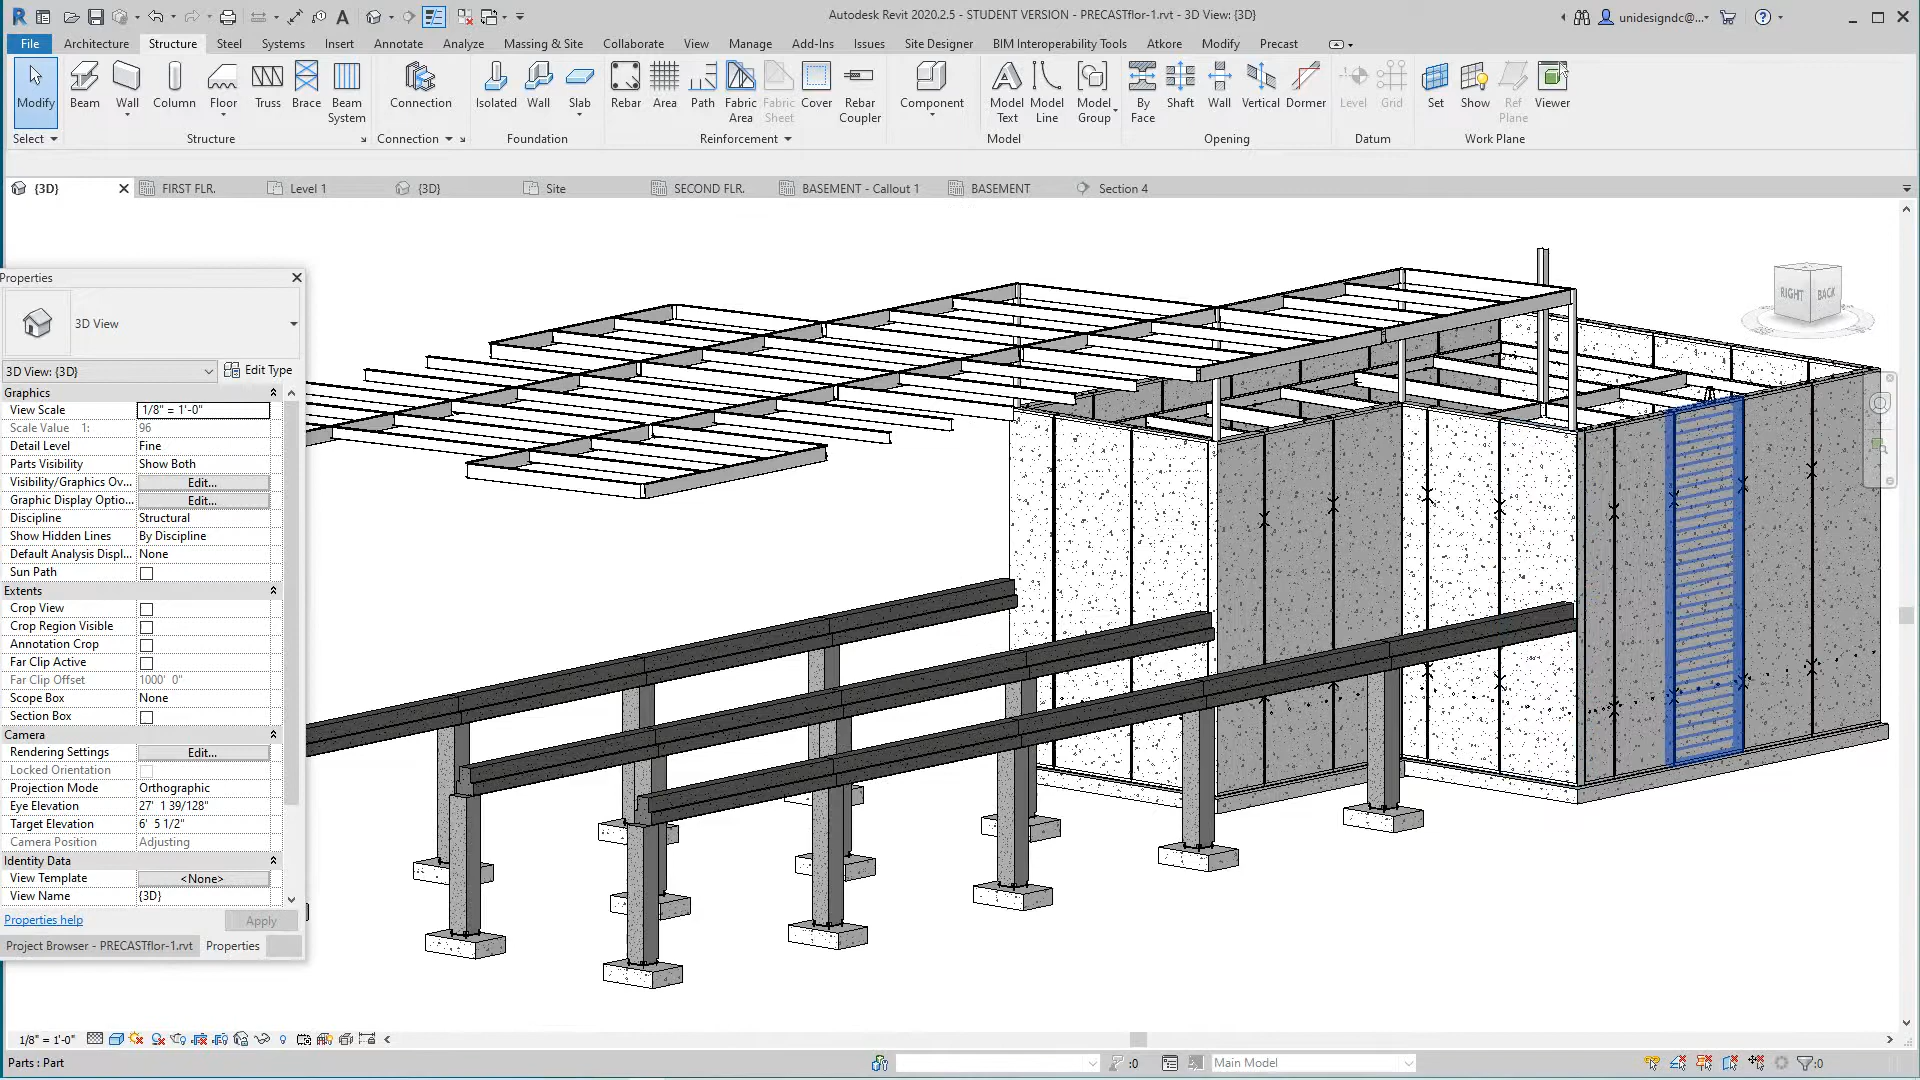 Autodesk Revit 2020.2.5 - STUDENT VERSION - PRECASTflor-1.rvt - 3D View: {3D}
unidesigndc@...
File Architecture Structure Steel Systems Insert Annotate Analyze Massing & Site Collaborate View Manage Add-Ins Issues Site Designer BIM Interoperability Tools Atkore Modify Precast
Modify Beam Wall Column Floor Truss Brace Beam System Connection Isolated Wall Slab Rebar Area Path Fabric Area Fabric Sheet Cover Rebar Coupler Component Model Text Model Line Model Group By Face Shaft Wall Vertical Dormer Level Grid Set Show Ref Plane Viewer
Select Structure Connection Foundation Reinforcement Model Opening Datum Work Plane
{3D} FIRST FLR. Level 1 {3D} Site SECOND FLR. BASEMENT - Callout 1 BASEMENT Section 4
RIGHT BACK
Properties
3D View
3D View: {3D} Edit Type
Graphics
View Scale 1/8" = 1'-0"
Scale Value 1: 96
Detail Level Fine
Parts Visibility Show Both
Visibility/Graphics Ov... Edit...
Graphic Display Optio... Edit...
Discipline Structural
Show Hidden Lines By Discipline
Default Analysis Displ... None
Sun Path
Extents
Crop View
Crop Region Visible
Annotation Crop
Far Clip Active
Far Clip Offset 1000' 0"
Scope Box None
Section Box
Camera
Rendering Settings Edit...
Locked Orientation
Projection Mode Orthographic
Eye Elevation 27' 1 39/128"
Target Elevation 6' 5 1/2"
Camera Position Adjusting
Identity Data
View Template <None>
View Name {3D}
Properties help Apply
Project Browser - PRECASTflor-1.rvt Properties
1/8" = 1'-0"
Parts : Part :0 Main Model :0